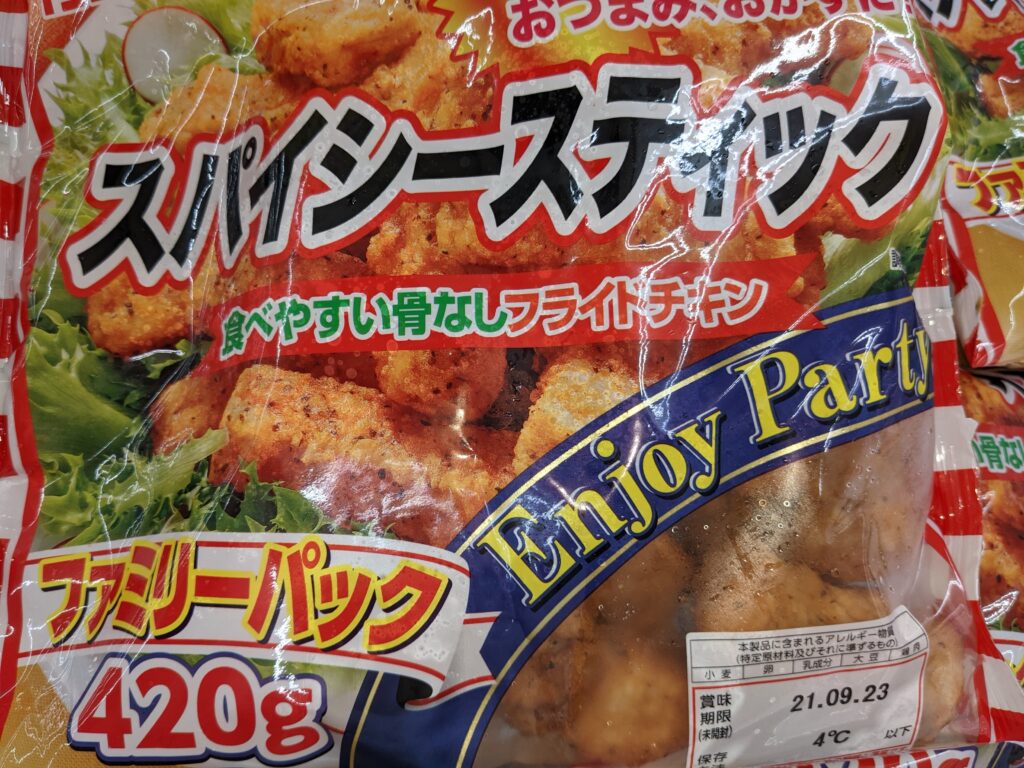 おつまみ、おかずに
スパイシースティック
食べやすい骨なしフライドチキン
Enjoy Party
ファミリーパック
420g
本製品に含まれるアレルギー物質
(特定原材料及びそれに準ずるもの)
小麦 卵 乳成分 大豆 鶏肉
賞味
期限
(未開封)
21.09.23
保存
4℃ 以下
骨なし